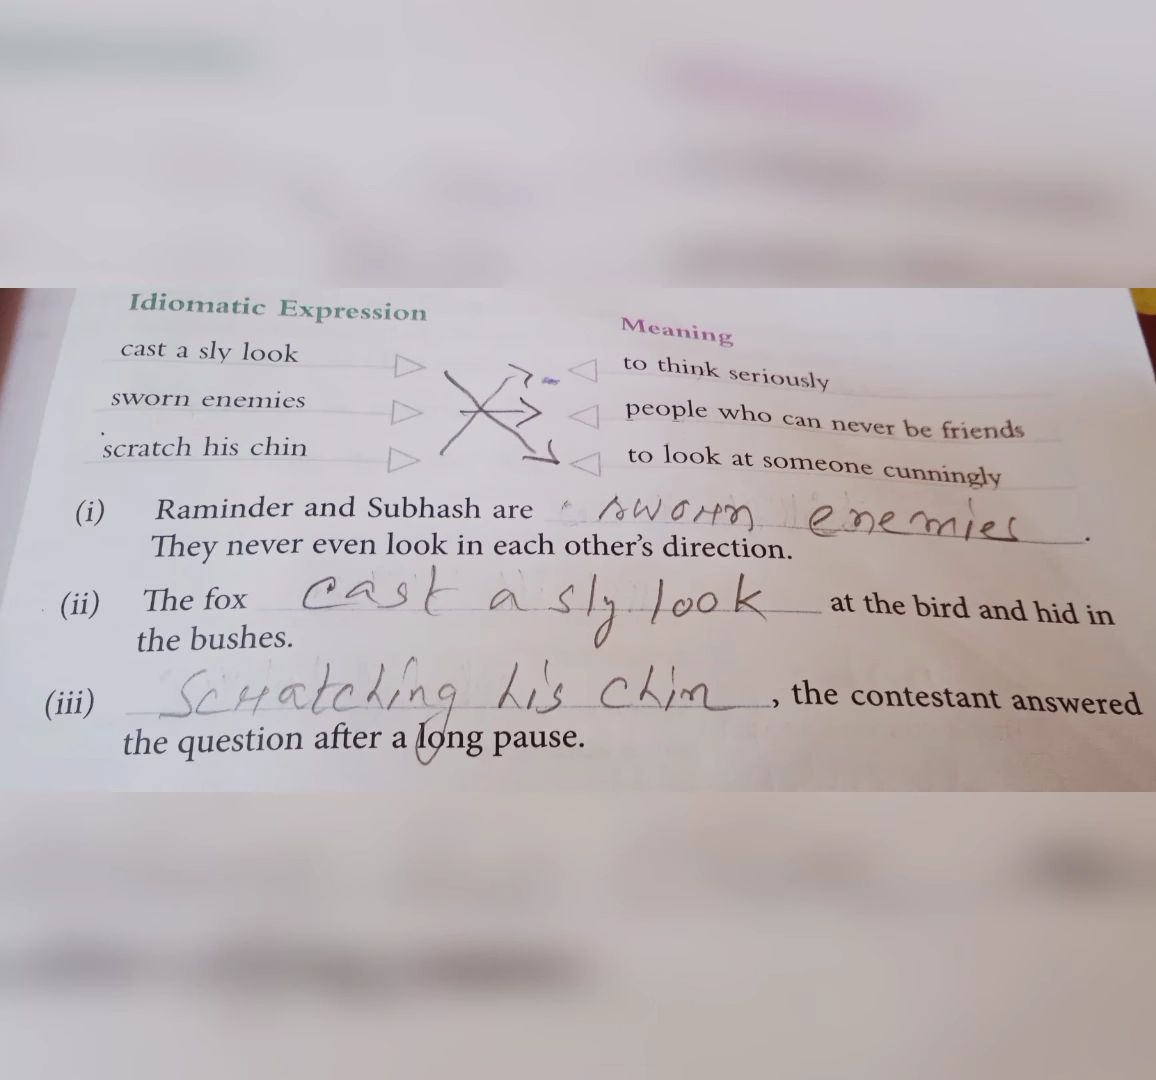 Idiomatic Expression
Meaning
cast a sly look
to think seriously
sworn enemies
people who can never be friends
scratch his chin
to look at someone cunningly
(i) Raminder and Subhash are sworn enemies.
They never even look in each other's direction.
(ii) The fox cast a sly look at the bird and hid in
the bushes.
(iii) Scratching his chin, the contestant answered
the question after a long pause.